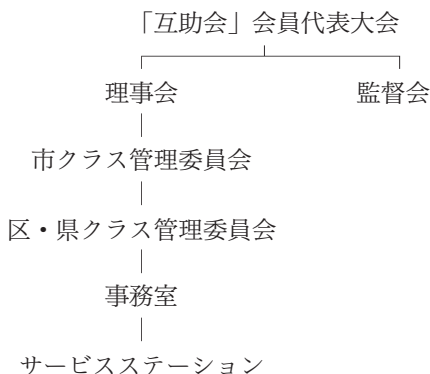 「互助会」会員代表大会
理事会 監督会
市クラス管理委員会
区・県クラス管理委員会
事務室
サービスステーション